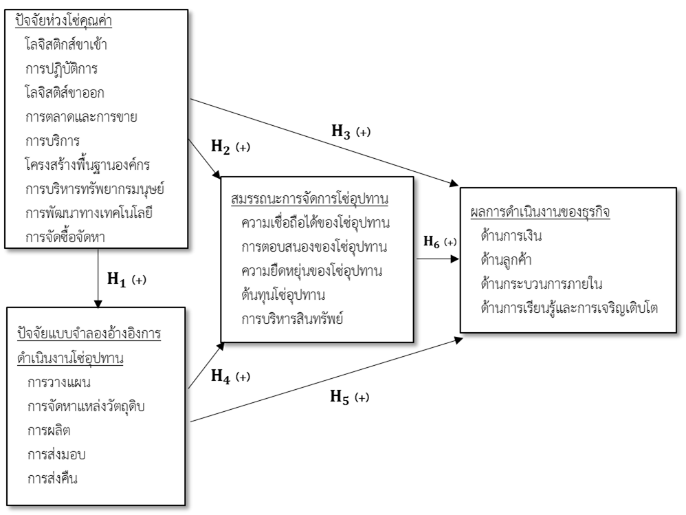 ปัจจัยห่วงโซ่คุณค่า
โลจิสติกส์ขาเข้า
การปฏิบัติการ
โลจิสติส์ขาออก
การตลาดและการขาย
การบริการ
โครงสร้างพื้นฐานองค์กร
การบริหารทรัพยากรมนุษย์
การพัฒนาทางเทคโนโลยี
การจัดซื้อจัดหา
H₁ (+)
H₂ (+)
H₃ (+)
สมรรถนะการจัดการโซ่อุปทาน
ความเชื่อถือได้ของโซ่อุปทาน
การตอบสนองของโซ่อุปทาน
ความยืดหยุ่นของโซ่อุปทาน
ต้นทุนโซ่อุปทาน
การบริหารสินทรัพย์
H₆ (+)
ผลการดำเนินงานของธุรกิจ
ด้านการเงิน
ด้านลูกค้า
ด้านกระบวนการภายใน
ด้านการเรียนรู้และการเจริญเติบโต
ปัจจัยแบบจำลองอ้างอิงการ
ดำเนินงานโซ่อุปทาน
การวางแผน
การจัดหาแหล่งวัตถุดิบ
การผลิต
การส่งมอบ
การส่งคืน
H₄ (+)
H₅ (+)